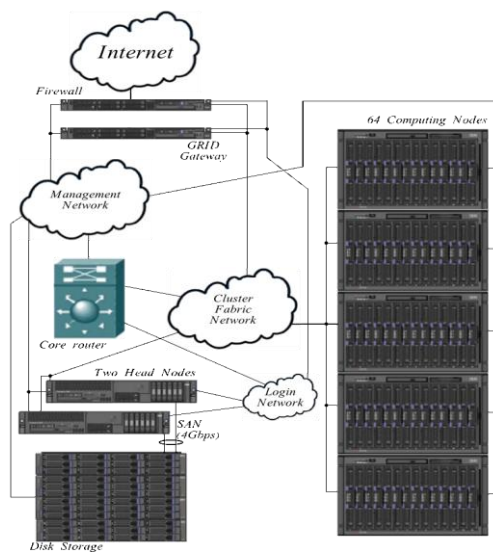 Internet
Firewall
GRID
Gateway
64 Computing Nodes
Management
Network
Cluster
Fabric
Network
Core router
Two Head Nodes
Login
Network
SAN
(4Gbps)
Disk Storage